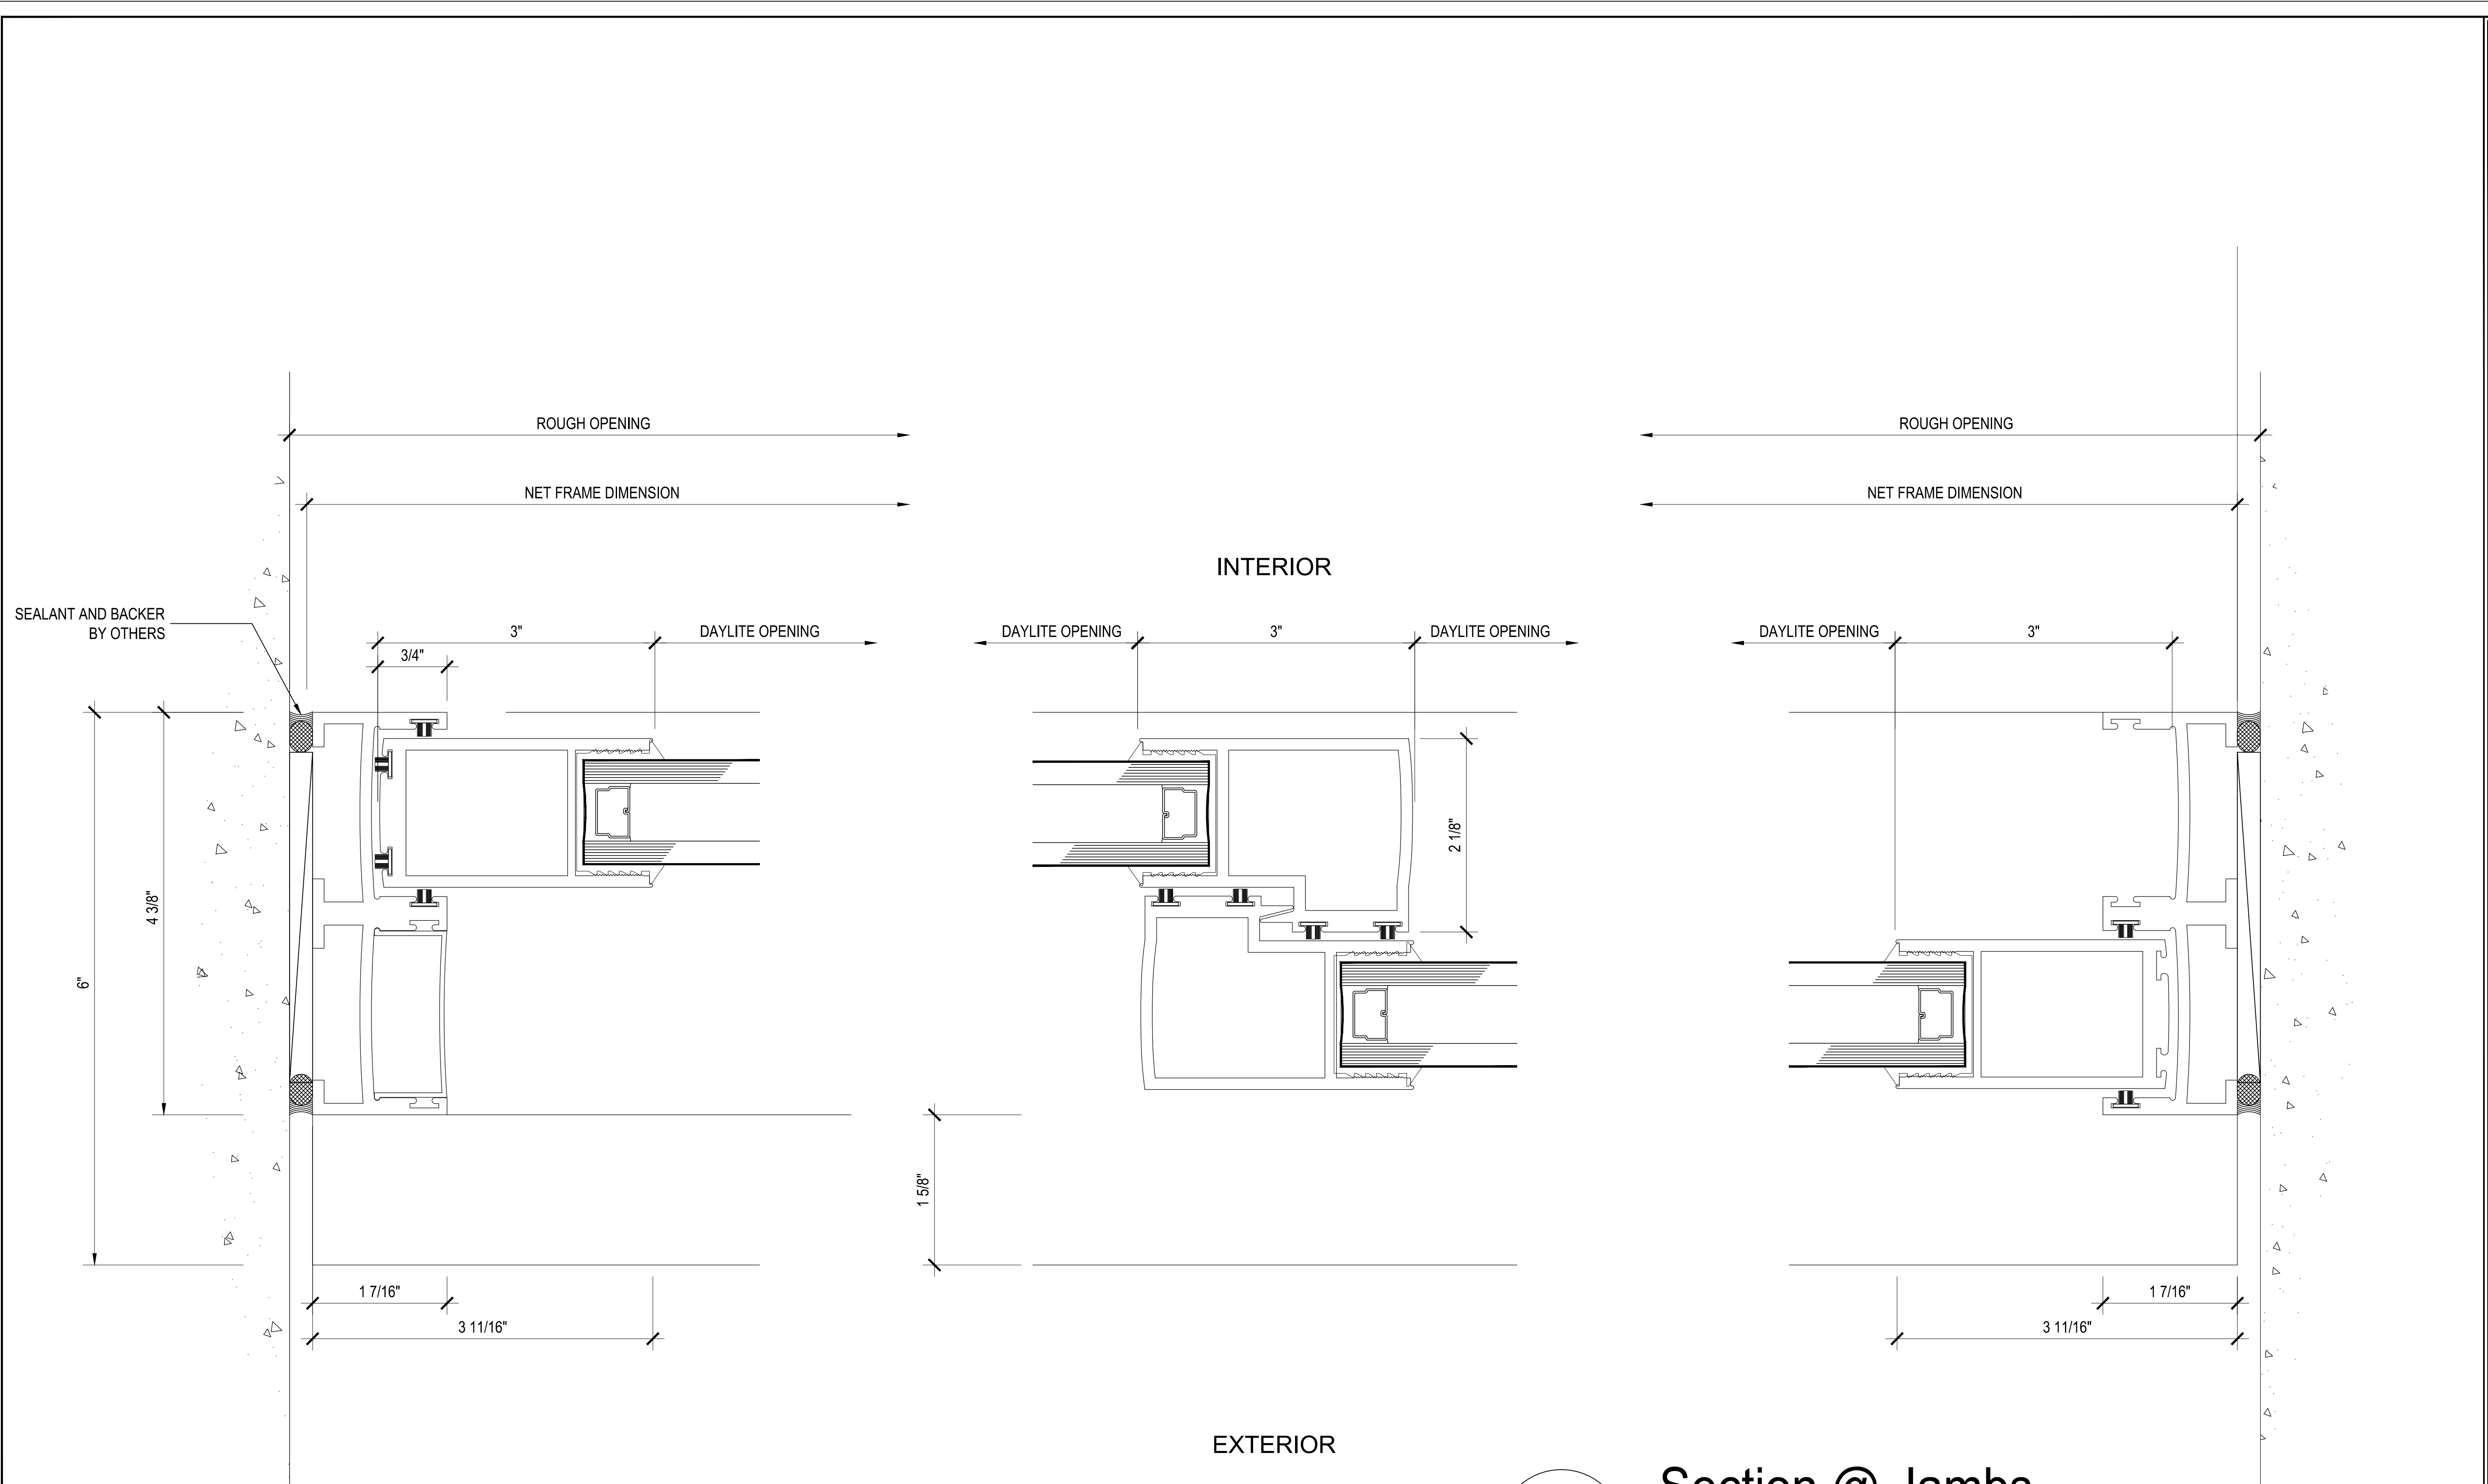 ROUGH OPENING
ROUGH OPENING
NET FRAME DIMENSION
NET FRAME DIMENSION
INTERIOR
SEALANT AND BACKER
BY OTHERS
3"
DAYLITE OPENING
DAYLITE OPENING
3"
DAYLITE OPENING
DAYLITE OPENING
3"
3/4"
2 1/8"
4 3/8"
6"
1 5/8"
1 7/16"
1 7/16"
3 11/16"
3 11/16"
EXTERIOR
Section @ Jambs